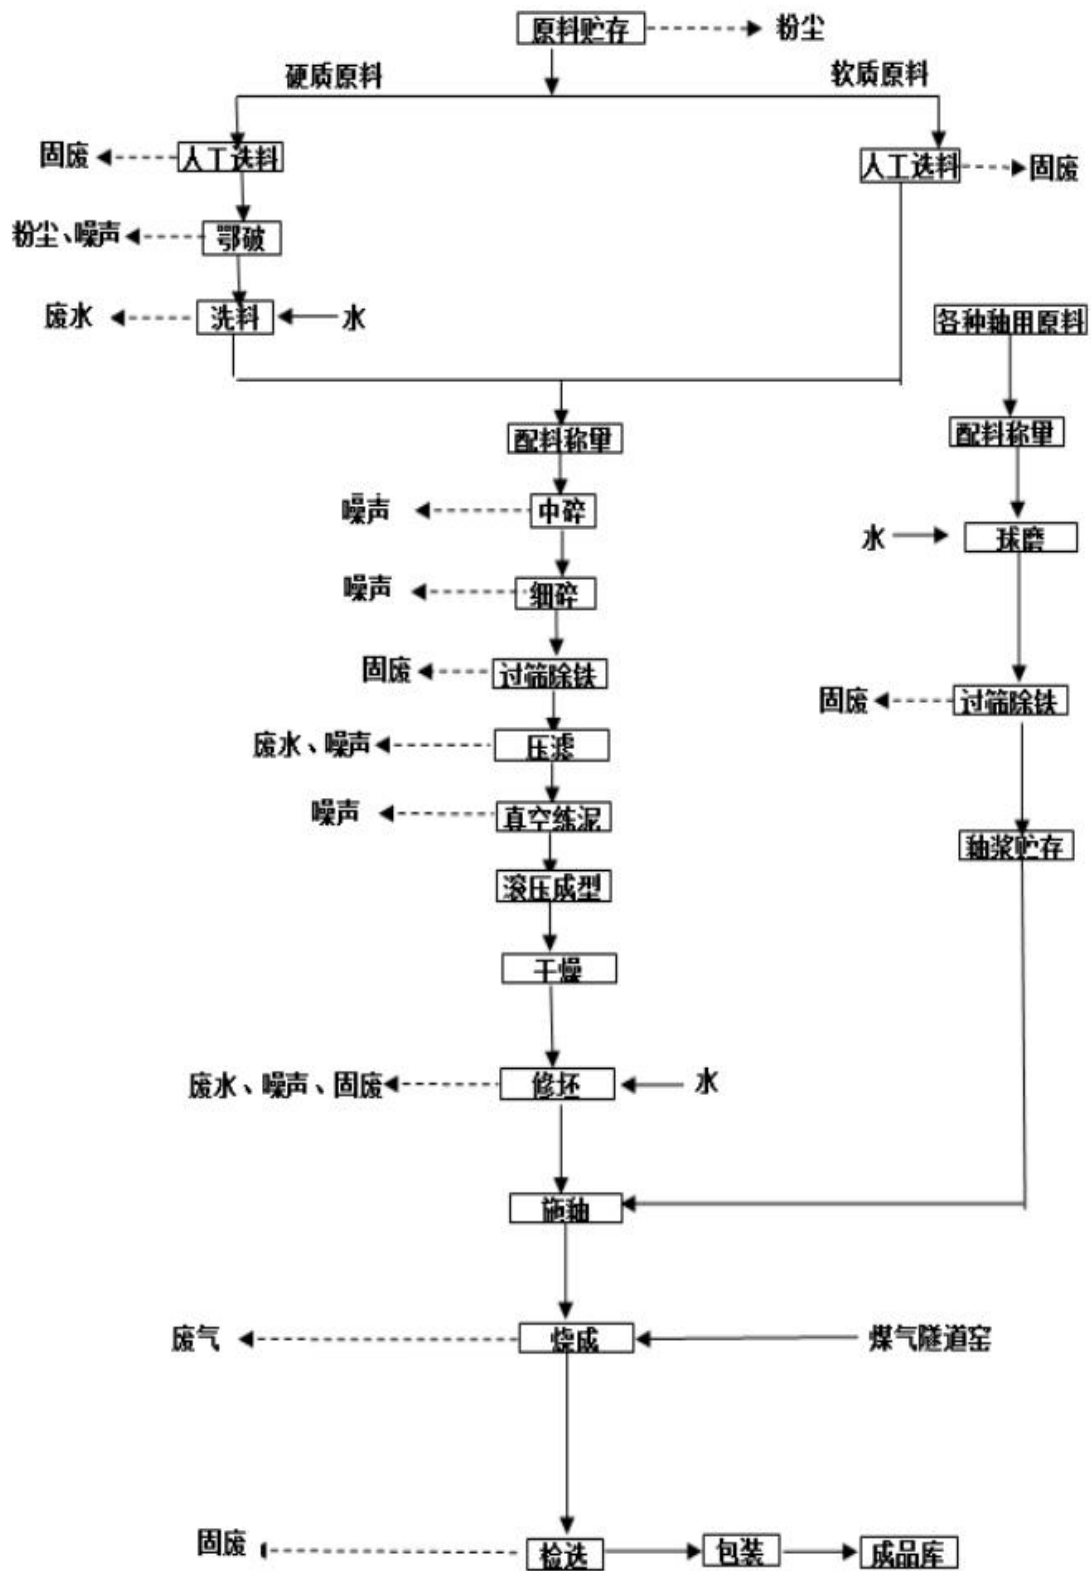 原料贮存 粉尘
硬质原料 软质原料
固废 人工选料 人工选料 固废
粉尘、噪声 鄂破
废水 洗料 水 各种釉用原料
配料称量 配料称量
噪声 中碎 水 球磨
噪声 细碎
固废 过筛除铁 固废 过筛除铁
废水、噪声 压滤
噪声 真空练泥 釉浆贮存
滚压成型
干燥
废水、噪声、固废 修坯 水
施釉
废气 烧成 煤气隧道窑
固废 检选 包装 成品库